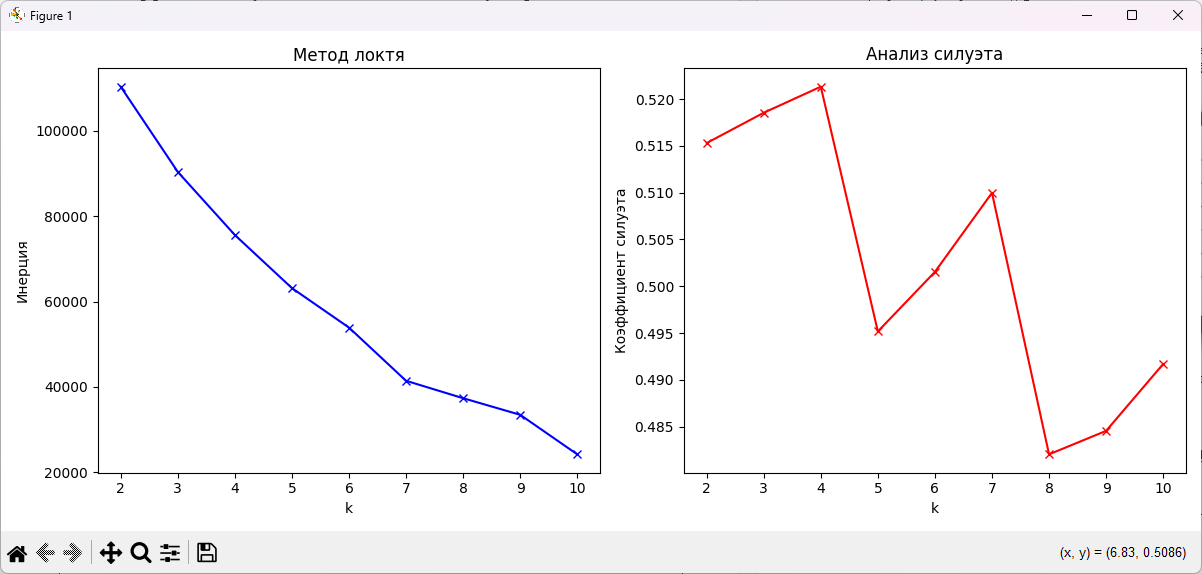 Figure 1
Метод локтя
Инерция
100000
80000
60000
40000
20000
2 3 4 5 6 7 8 9 10
k
Анализ силуэта
Коэффициент силуэта
0.520
0.515
0.510
0.505
0.500
0.495
0.490
0.485
2 3 4 5 6 7 8 9 10
k
(x, y) = (6.83, 0.5086)